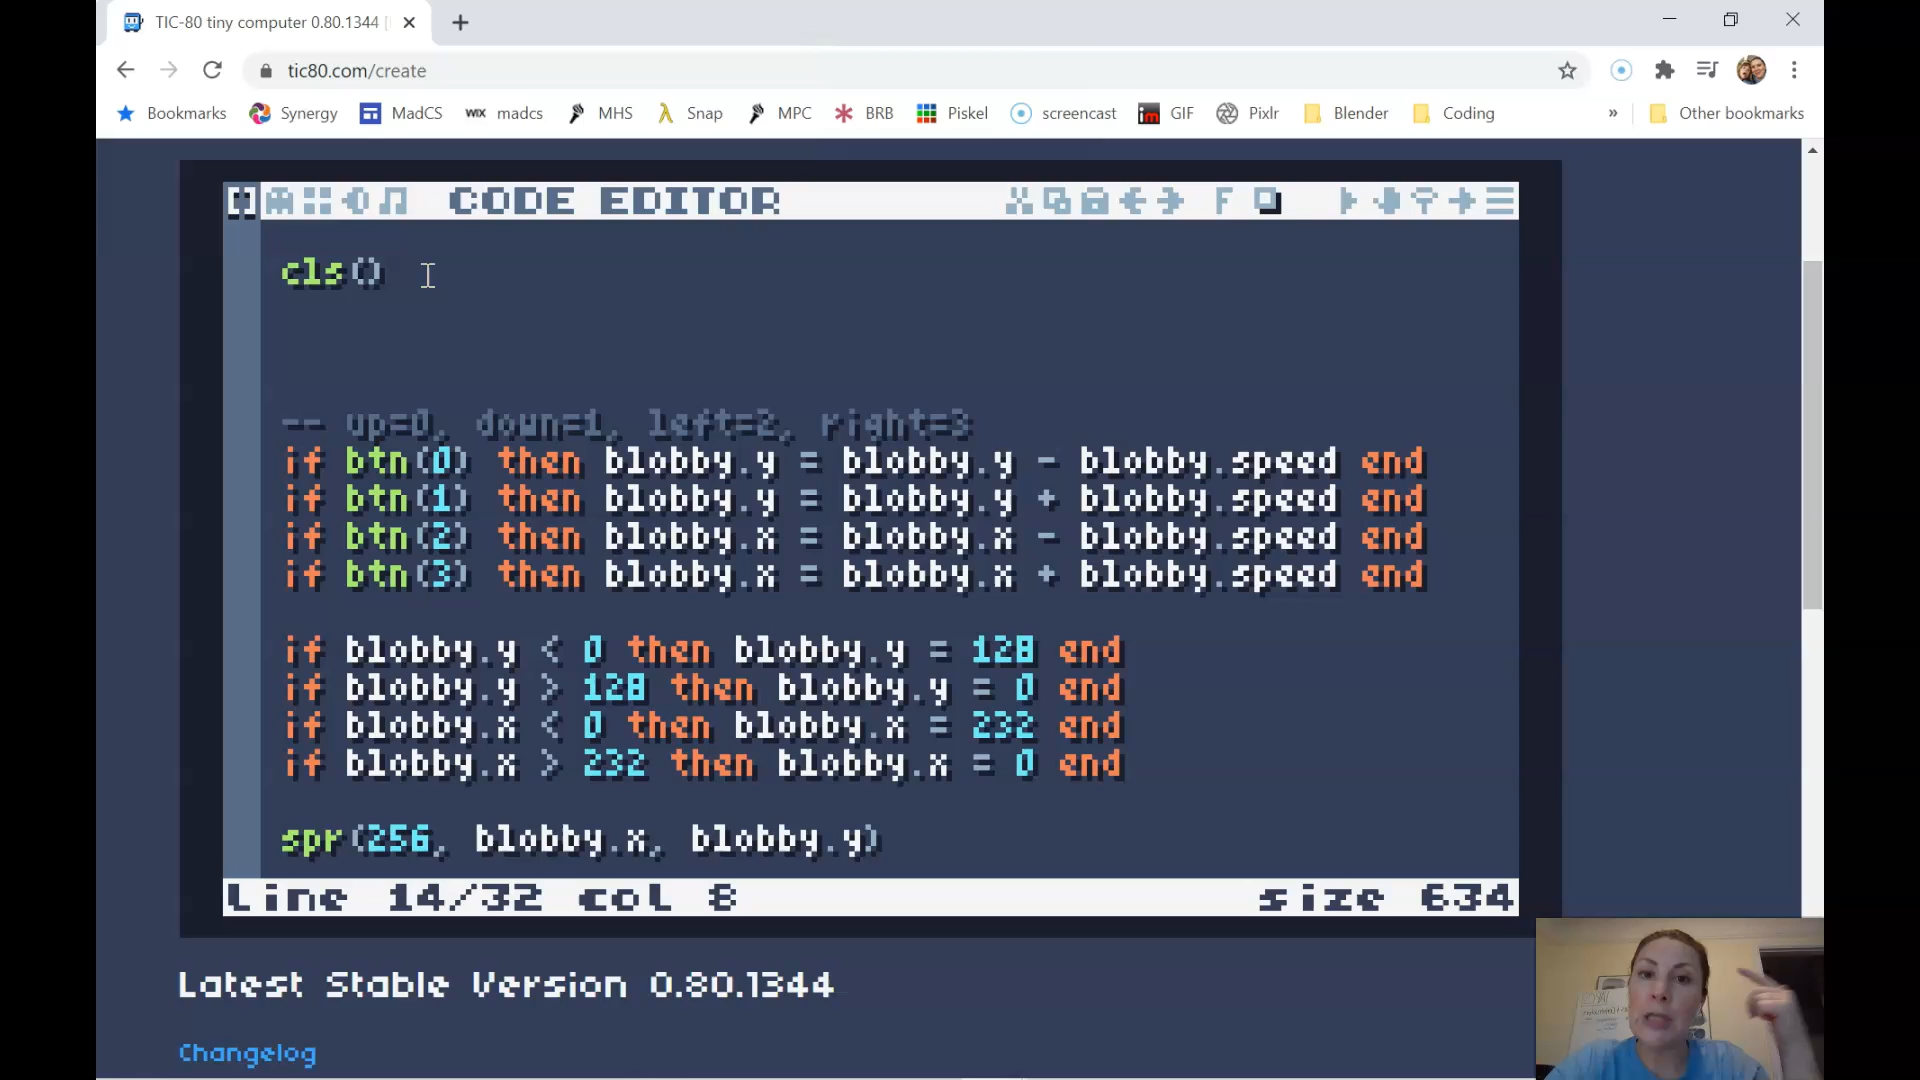 TIC-80 tiny computer 0.80.1344 [
tic80.com/create
Bookmarks Synergy MadCS WIX madcs MHS Snap MPC BRB Piskel screencast im GIF Pixlr Blender Coding » Other bookmarks
CODE EDITOR F
cls()
-- up=0, down=1, left=2, right=3
if btn(0) then blobby.y = blobby.y - blobby.speed end
if btn(1) then blobby.y = blobby.y + blobby.speed end
if btn(2) then blobby.x = blobby.x - blobby.speed end
if btn(3) then blobby.x = blobby.x + blobby.speed end
if blobby.y < 0 then blobby.y = 128 end
if blobby.y > 128 then blobby.y = 0 end
if blobby.x < 0 then blobby.x = 232 end
if blobby.x > 232 then blobby.x = 0 end
spr(256, blobby.x, blobby.y)
line 14/32 col 8 size 634
Latest Stable Version 0.80.1344
Changelog